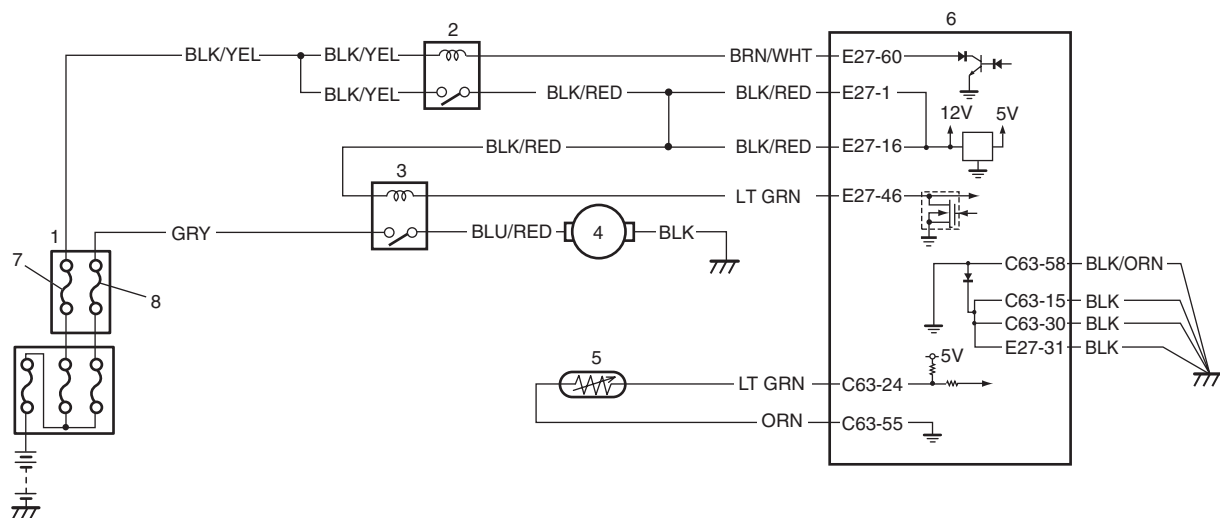 6
2
BLK/YEL BLK/YEL BRN/WHT E27-60
BLK/YEL BLK/RED BLK/RED E27-1
12V 5V
BLK/RED BLK/RED E27-16
3
LT GRN E27-46
1 GRY BLU/RED 4 BLK
7
8
C63-58 BLK/ORN
C63-15 BLK
C63-30 BLK
E27-31 BLK
5 5V
LT GRN C63-24
ORN C63-55